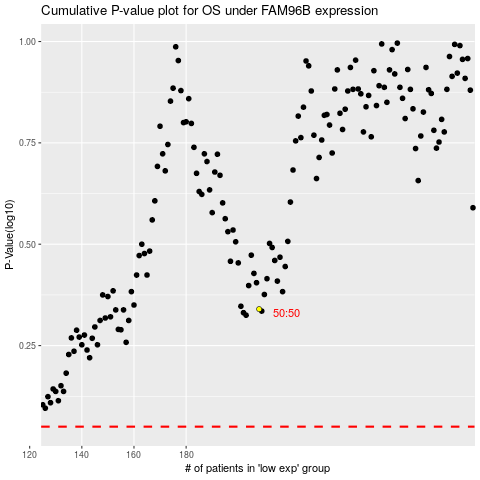 Cumulative P-value plot for OS under FAM96B expression
P-Value(log10)
1.00
0.75
0.50
0.25
50:50
120 140 160 180
# of patients in 'low exp' group